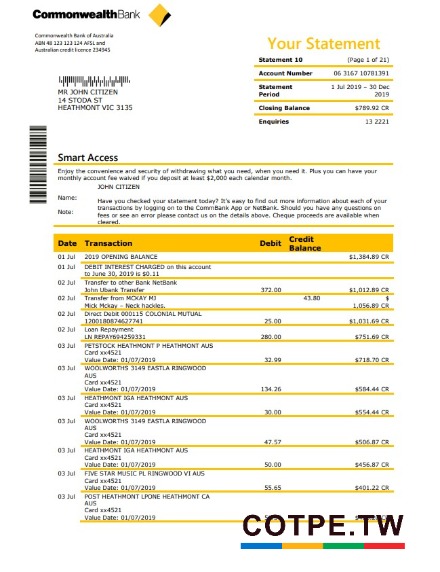 CommonwealthBank
Commonwealth Bank of Australia
ABN 48 123 123 124 AFSL and
Australian credit licence 234945
Your Statement
Statement 10 (Page 1 of 21)
Account Number 06 3167 10781391
Statement Period 1 Jul 2019 – 30 Dec 2019
Closing Balance $789.92 CR
Enquiries 13 2221
MR JOHN CITIZEN
14 STODA ST
HEATHMONT VIC 3135
Smart Access
Enjoy the convenience and security of withdrawing what you need, when you need it. Plus you can have your
monthly account fee waived if you deposit at least $2,000 each calendar month.
JOHN CITIZEN
Name:
Note:
Have you checked your statement today? It's easy to find out more information about each of your
transactions by logging on to the CommBank App or NetBank. Should you have any questions on
fees or see an error please contact us on the details above. Cheque proceeds are available when
cleared.
Date Transaction Debit Credit Balance
01 Jul 2019 OPENING BALANCE $1,384.89 CR
01 Jul DEBIT INTEREST CHARGED on this account
to June 30, 2019 is $0.11
02 Jul Transfer to other Bank NetBank
John Ubank Transfer 372.00 $1,012.89 CR
02 Jul Transfer from MCKAY MJ 43.80 $
Mick Mckay – Neck hackles. 1,056.89 CR
02 Jul Direct Debit 000115 COLONIAL MUTUAL
1200180874627741 25.00 $1,031.69 CR
02 Jul Loan Repayment
LN REPAY694259331 280.00 $751.69 CR
03 Jul PETSTOCK HEATHMONT P HEATHMONT AUS
Card xx4521
Value Date: 01/07/2019 32.99 $718.70 CR
03 Jul WOOLWORTHS 3149 EASTLA RINGWOOD
AUS
Card xx4521
Value Date: 01/07/2019 134.26 $584.44 CR
03 Jul HEATHMONT IGA HEATHMONT AUS
Card xx4521
Value Date: 01/07/2019 30.00 $554.44 CR
03 Jul WOOLWORTHS 3149 EASTLA RINGWOOD
AUS
Card xx4521
Value Date: 01/07/2019 47.57 $506.87 CR
03 Jul HEATHMONT IGA HEATHMONT AUS
Card xx4521
Value Date: 01/07/2019 50.00 $456.87 CR
03 Jul FIVE STAR MUSIC PL RINGWOOD VI AUS
Card xx4521
Value Date: 01/07/2019 55.65 $401.22 CR
03 Jul POST HEATHMONT LPONE HEATHMONT CA
AUS
Card xx4521
Value Date: 01/07/2019
COTPE.TW